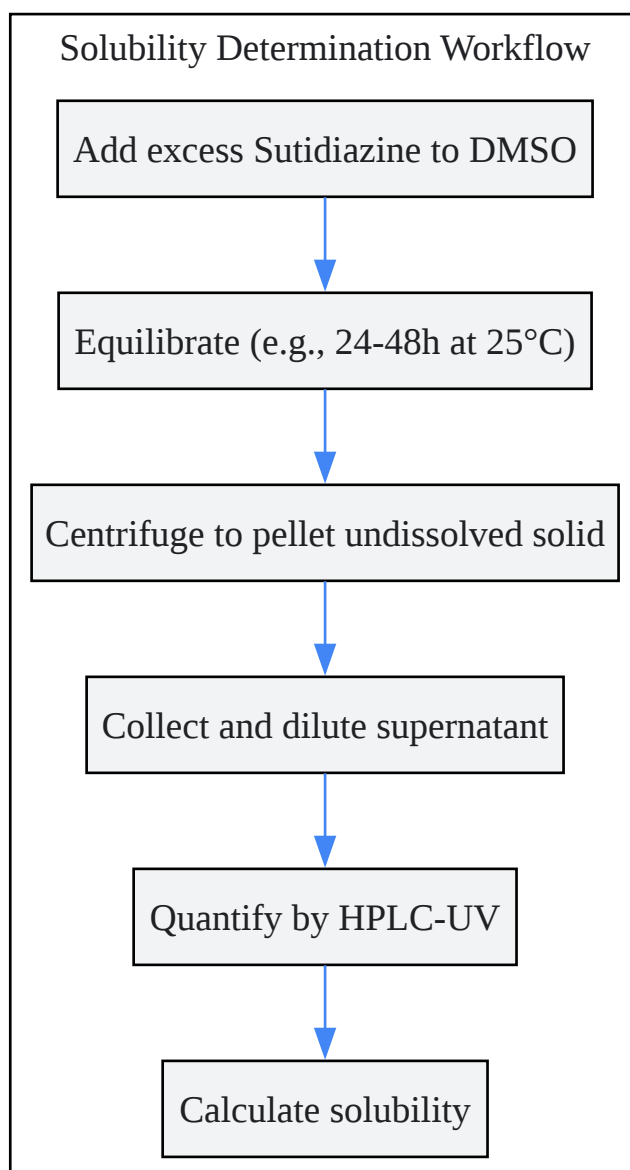 Solubility Determination Workflow
Add excess Sutidiazine to DMSO
Equilibrate (e.g., 24-48h at 25°C)
Centrifuge to pellet undissolved solid
Collect and dilute supernatant
Quantify by HPLC-UV
Calculate solubility